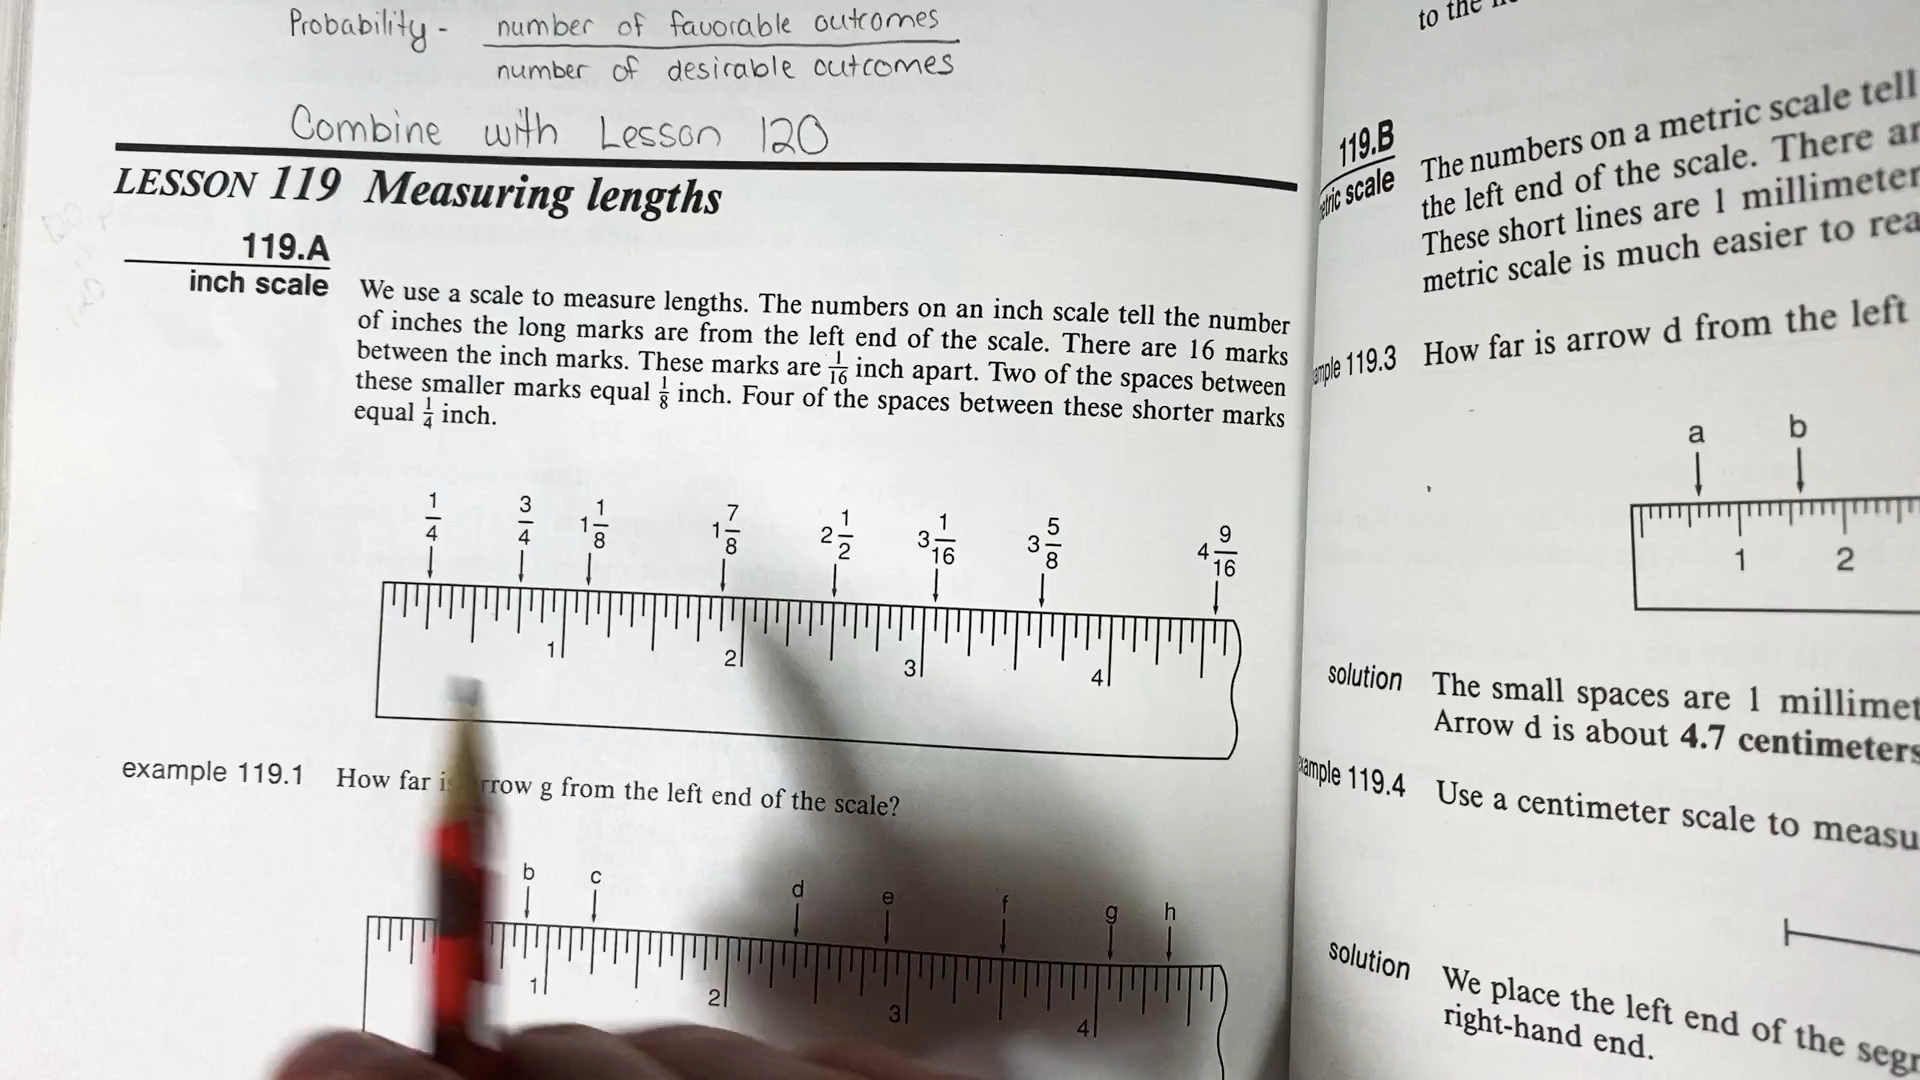 Probability - number of favorable outcomes
number of desirable outcomes
Combine with Lesson 120
LESSON 119 Measuring lengths
119.A
inch scale
We use a scale to measure lengths. The numbers on an inch scale tell the number
of inches the long marks are from the left end of the scale. There are 16 marks
between the inch marks. These marks are 1/16 inch apart. Two of the spaces between
these smaller marks equal 1/8 inch. Four of the spaces between these shorter marks
equal 1/4 inch.
1/4 3/4 1 1/8 1 7/8 2 1/2 3 1/16 3 5/8 4 9/16
1 2 3 4
example 119.1 How far is arrow g from the left end of the scale?
b c d e f g h
1 2 3 4
to the
119.B
scale
The numbers on a metric scale tell
the left end of the scale. There
These short lines are 1 millimeter
metric scale is much easier to
119.3 How far is arrow d from the left
a b
1 2
solution The small spaces are 1
Arrow d is about 4.7 centimeters
119.4 Use a centimeter scale to
solution We place the left end of the
right-hand end.